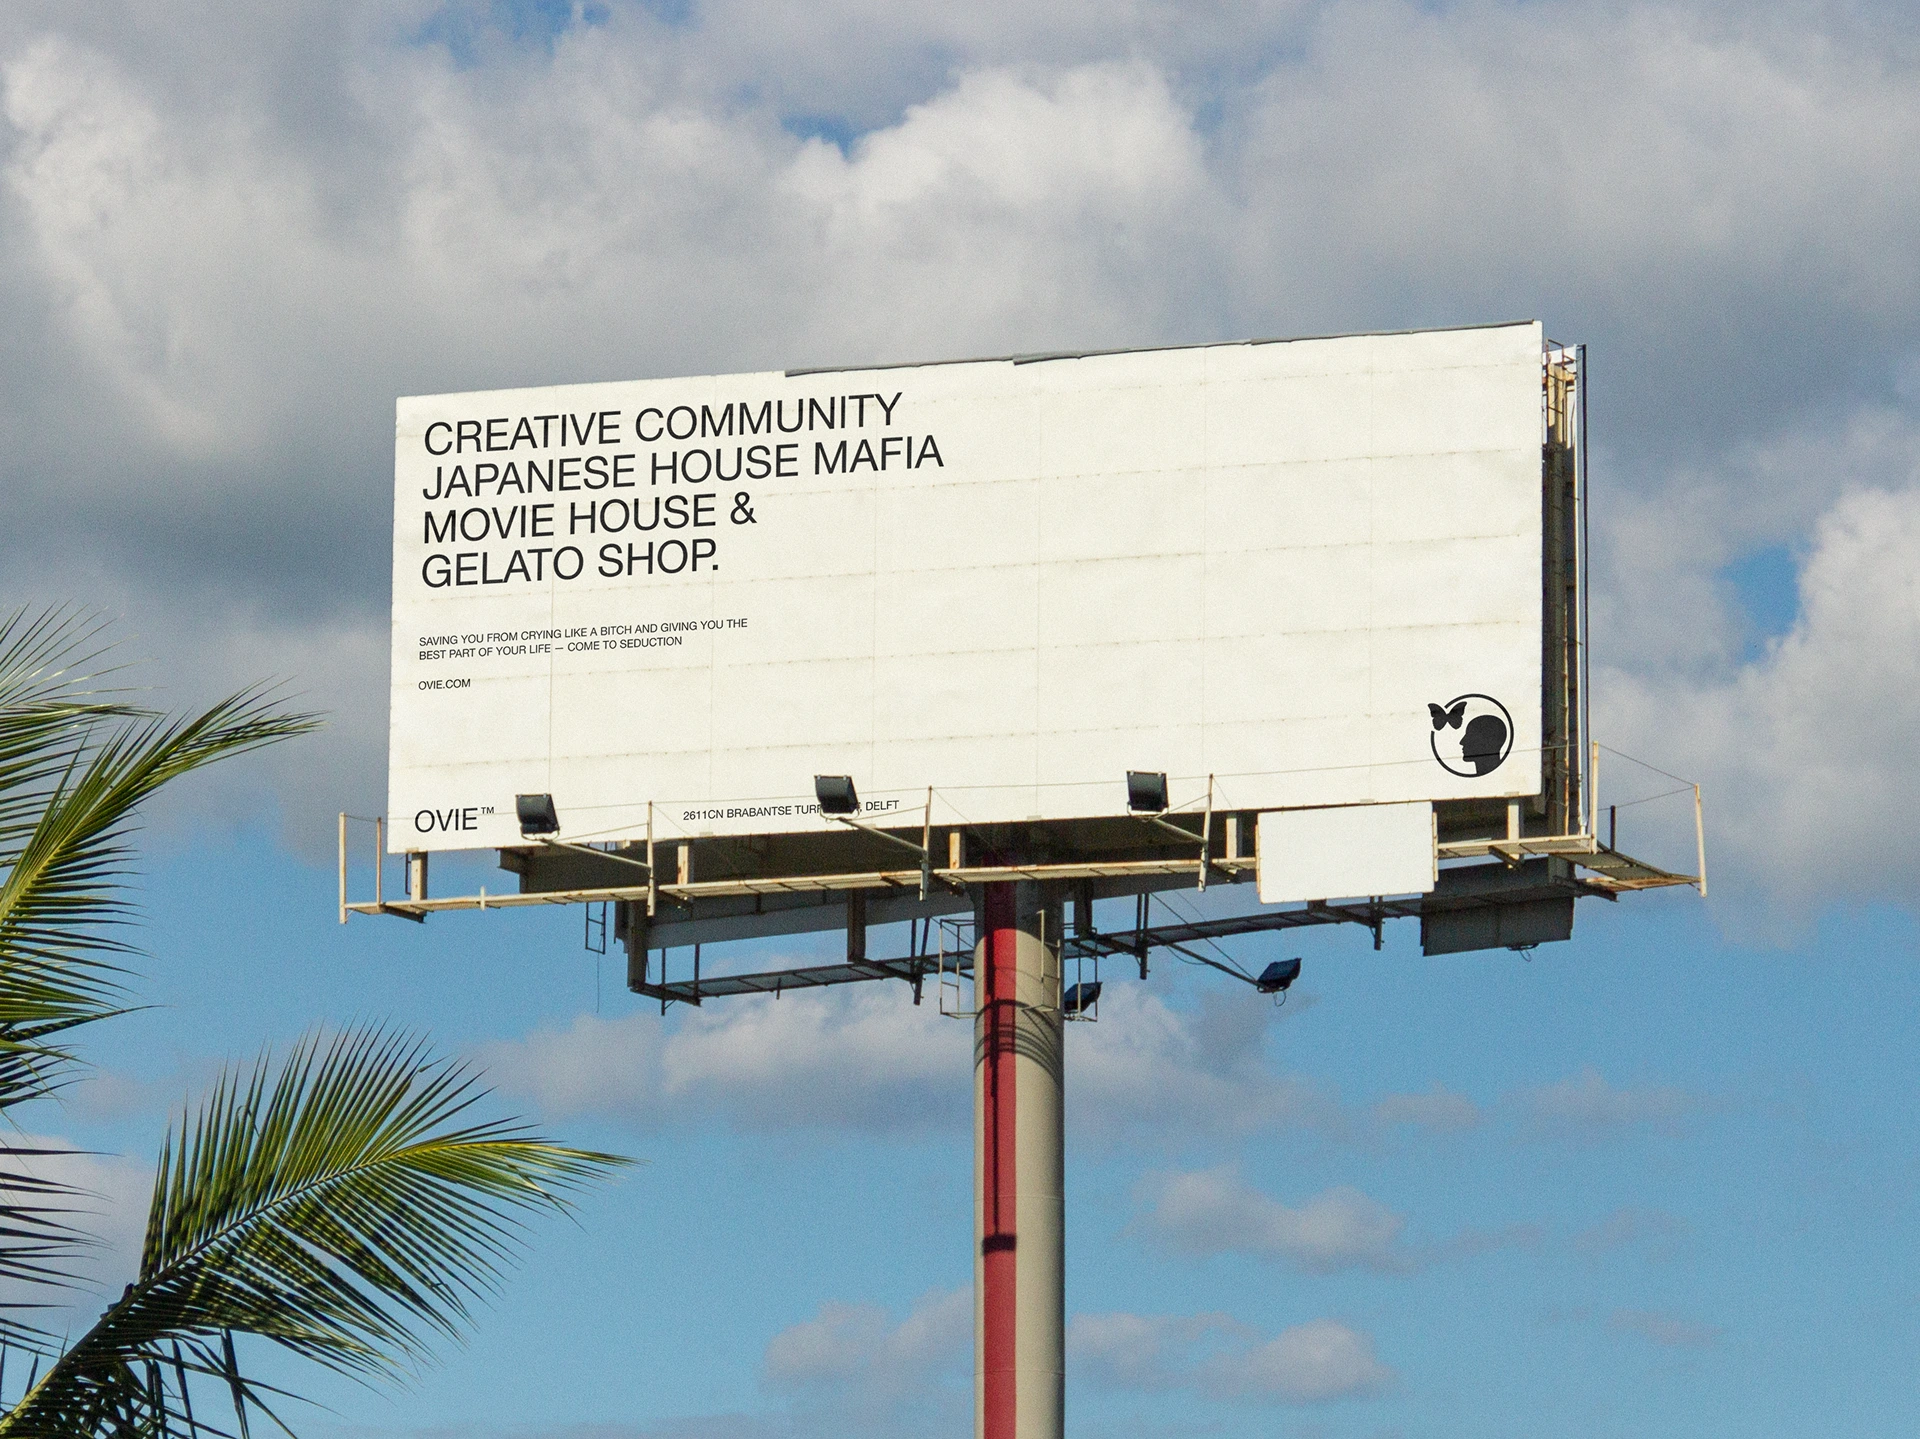 CREATIVE COMMUNITY
JAPANESE HOUSE MAFIA
MOVIE HOUSE &
GELATO SHOP.
SAVING YOU FROM CRYING LIKE A BITCH AND GIVING YOU THE
BEST PART OF YOUR LIFE — COME TO SEDUCTION
OVIE.COM
OVIE™
2611CN BRABANTSE DELFT